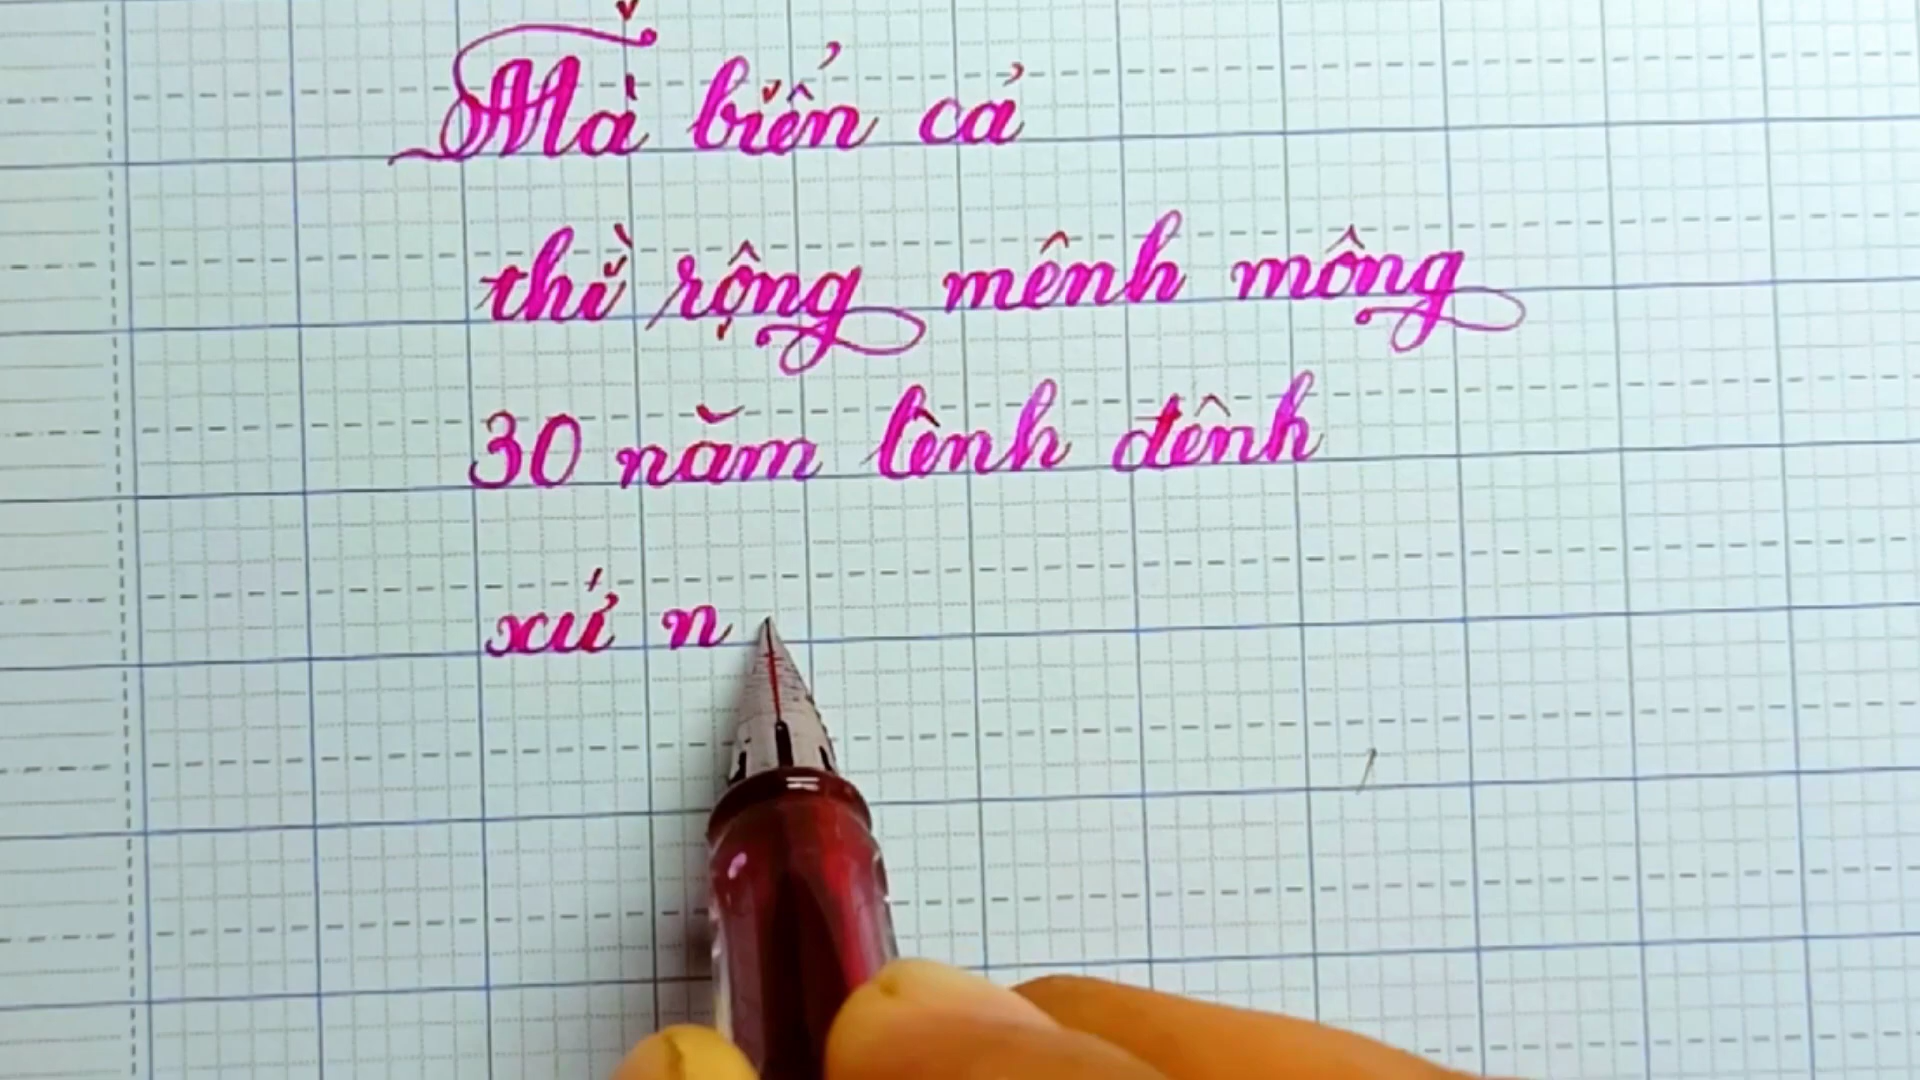 Mà biển cả
thì rộng mênh mông
30 năm lênh đênh
xứ n